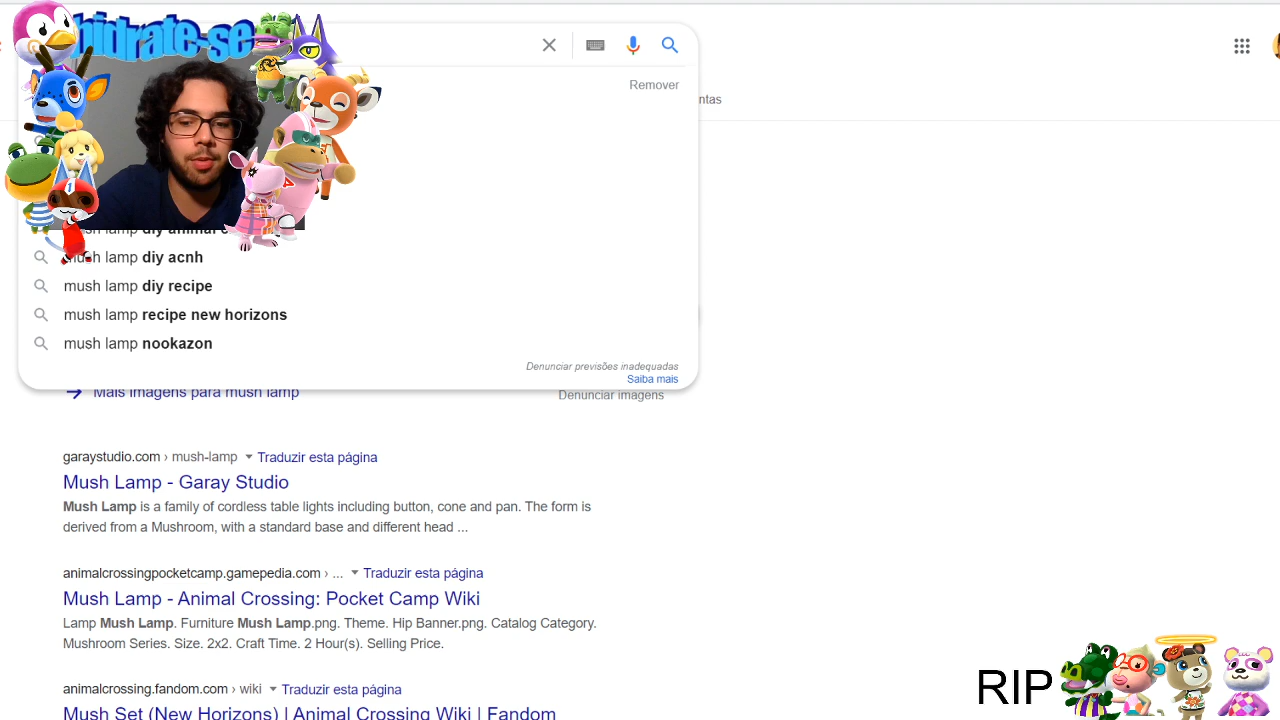 hidrate-se
Remover
ntas
mush lamp diy animal c
mush lamp diy acnh
mush lamp diy recipe
mush lamp recipe new horizons
mush lamp nookazon
Denunciar previsões inadequadas
Saiba mais
Mais imagens para mush lamp
Denunciar imagens
garaystudio.com › mush-lamp Traduzir esta página
Mush Lamp - Garay Studio
Mush Lamp is a family of cordless table lights including button, cone and pan. The form is
derived from a Mushroom, with a standard base and different head ...
animalcrossingpocketcamp.gamepedia.com › ... Traduzir esta página
Mush Lamp - Animal Crossing: Pocket Camp Wiki
Lamp Mush Lamp. Furniture Mush Lamp.png. Theme. Hip Banner.png. Catalog Category.
Mushroom Series. Size. 2x2. Craft Time. 2 Hour(s). Selling Price.
animalcrossing.fandom.com › wiki Traduzir esta página
Mush Set (New Horizons) | Animal Crossing Wiki | Fandom
RIP